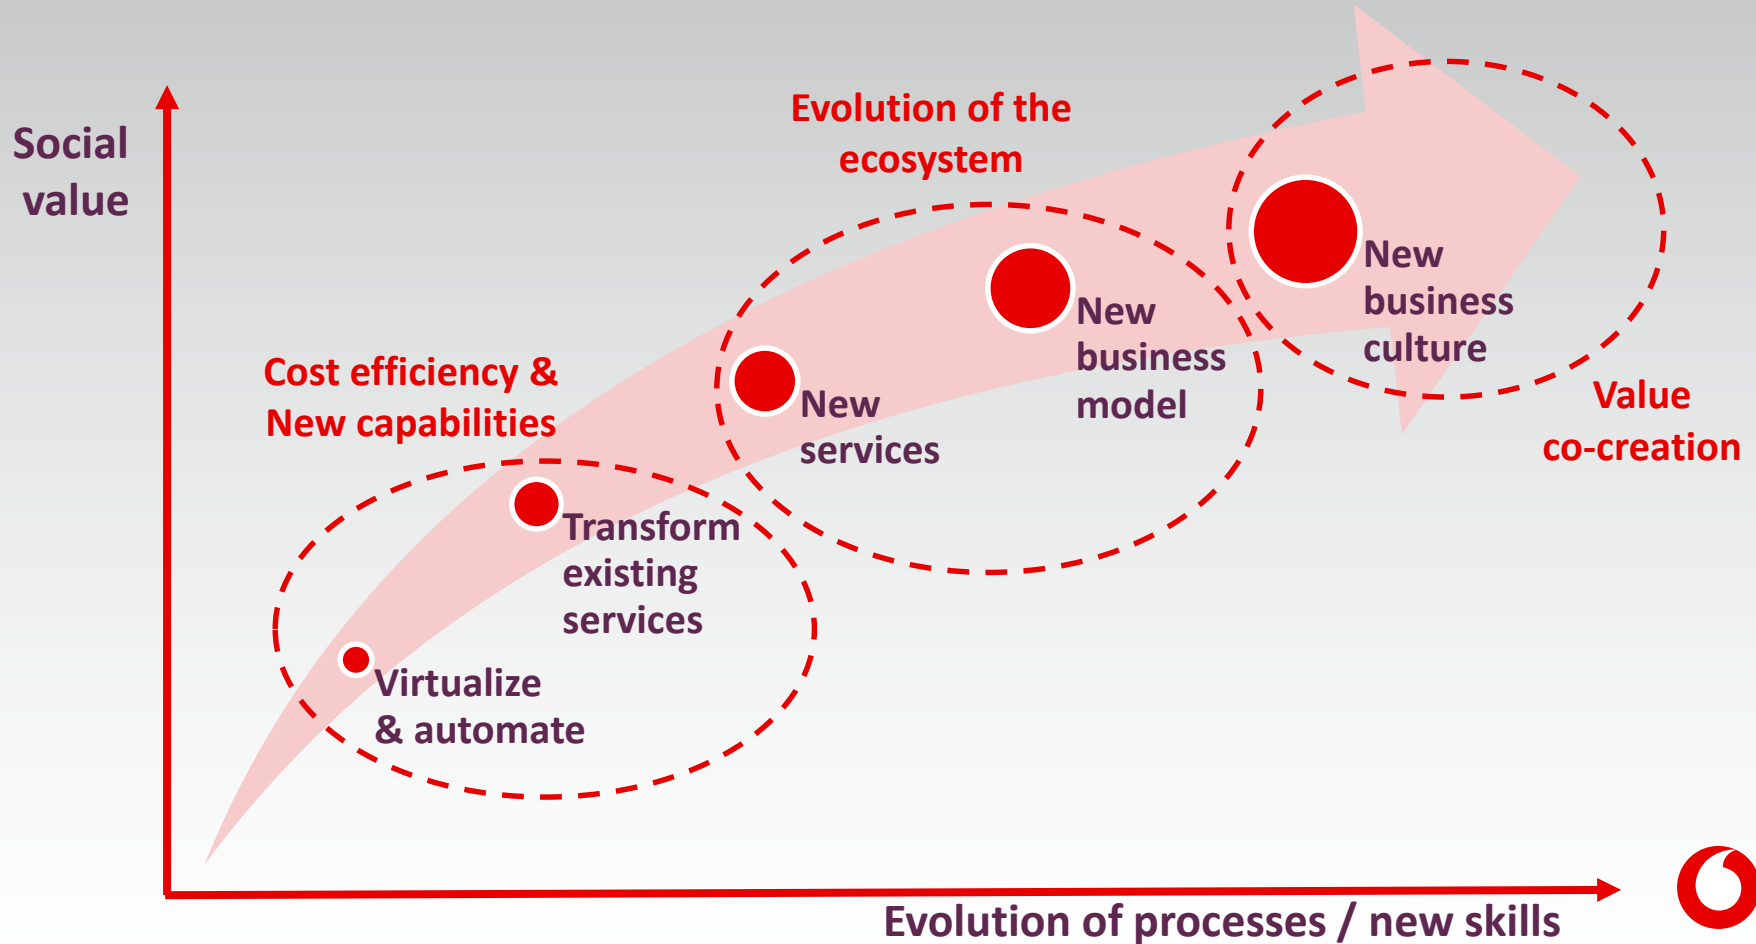 Social
value
Evolution of the
ecosystem
New
business
culture
New
business
model
Value
co-creation
Cost efficiency &
New capabilities
New
services
Transform
existing
services
Virtualize
& automate
Evolution of processes / new skills